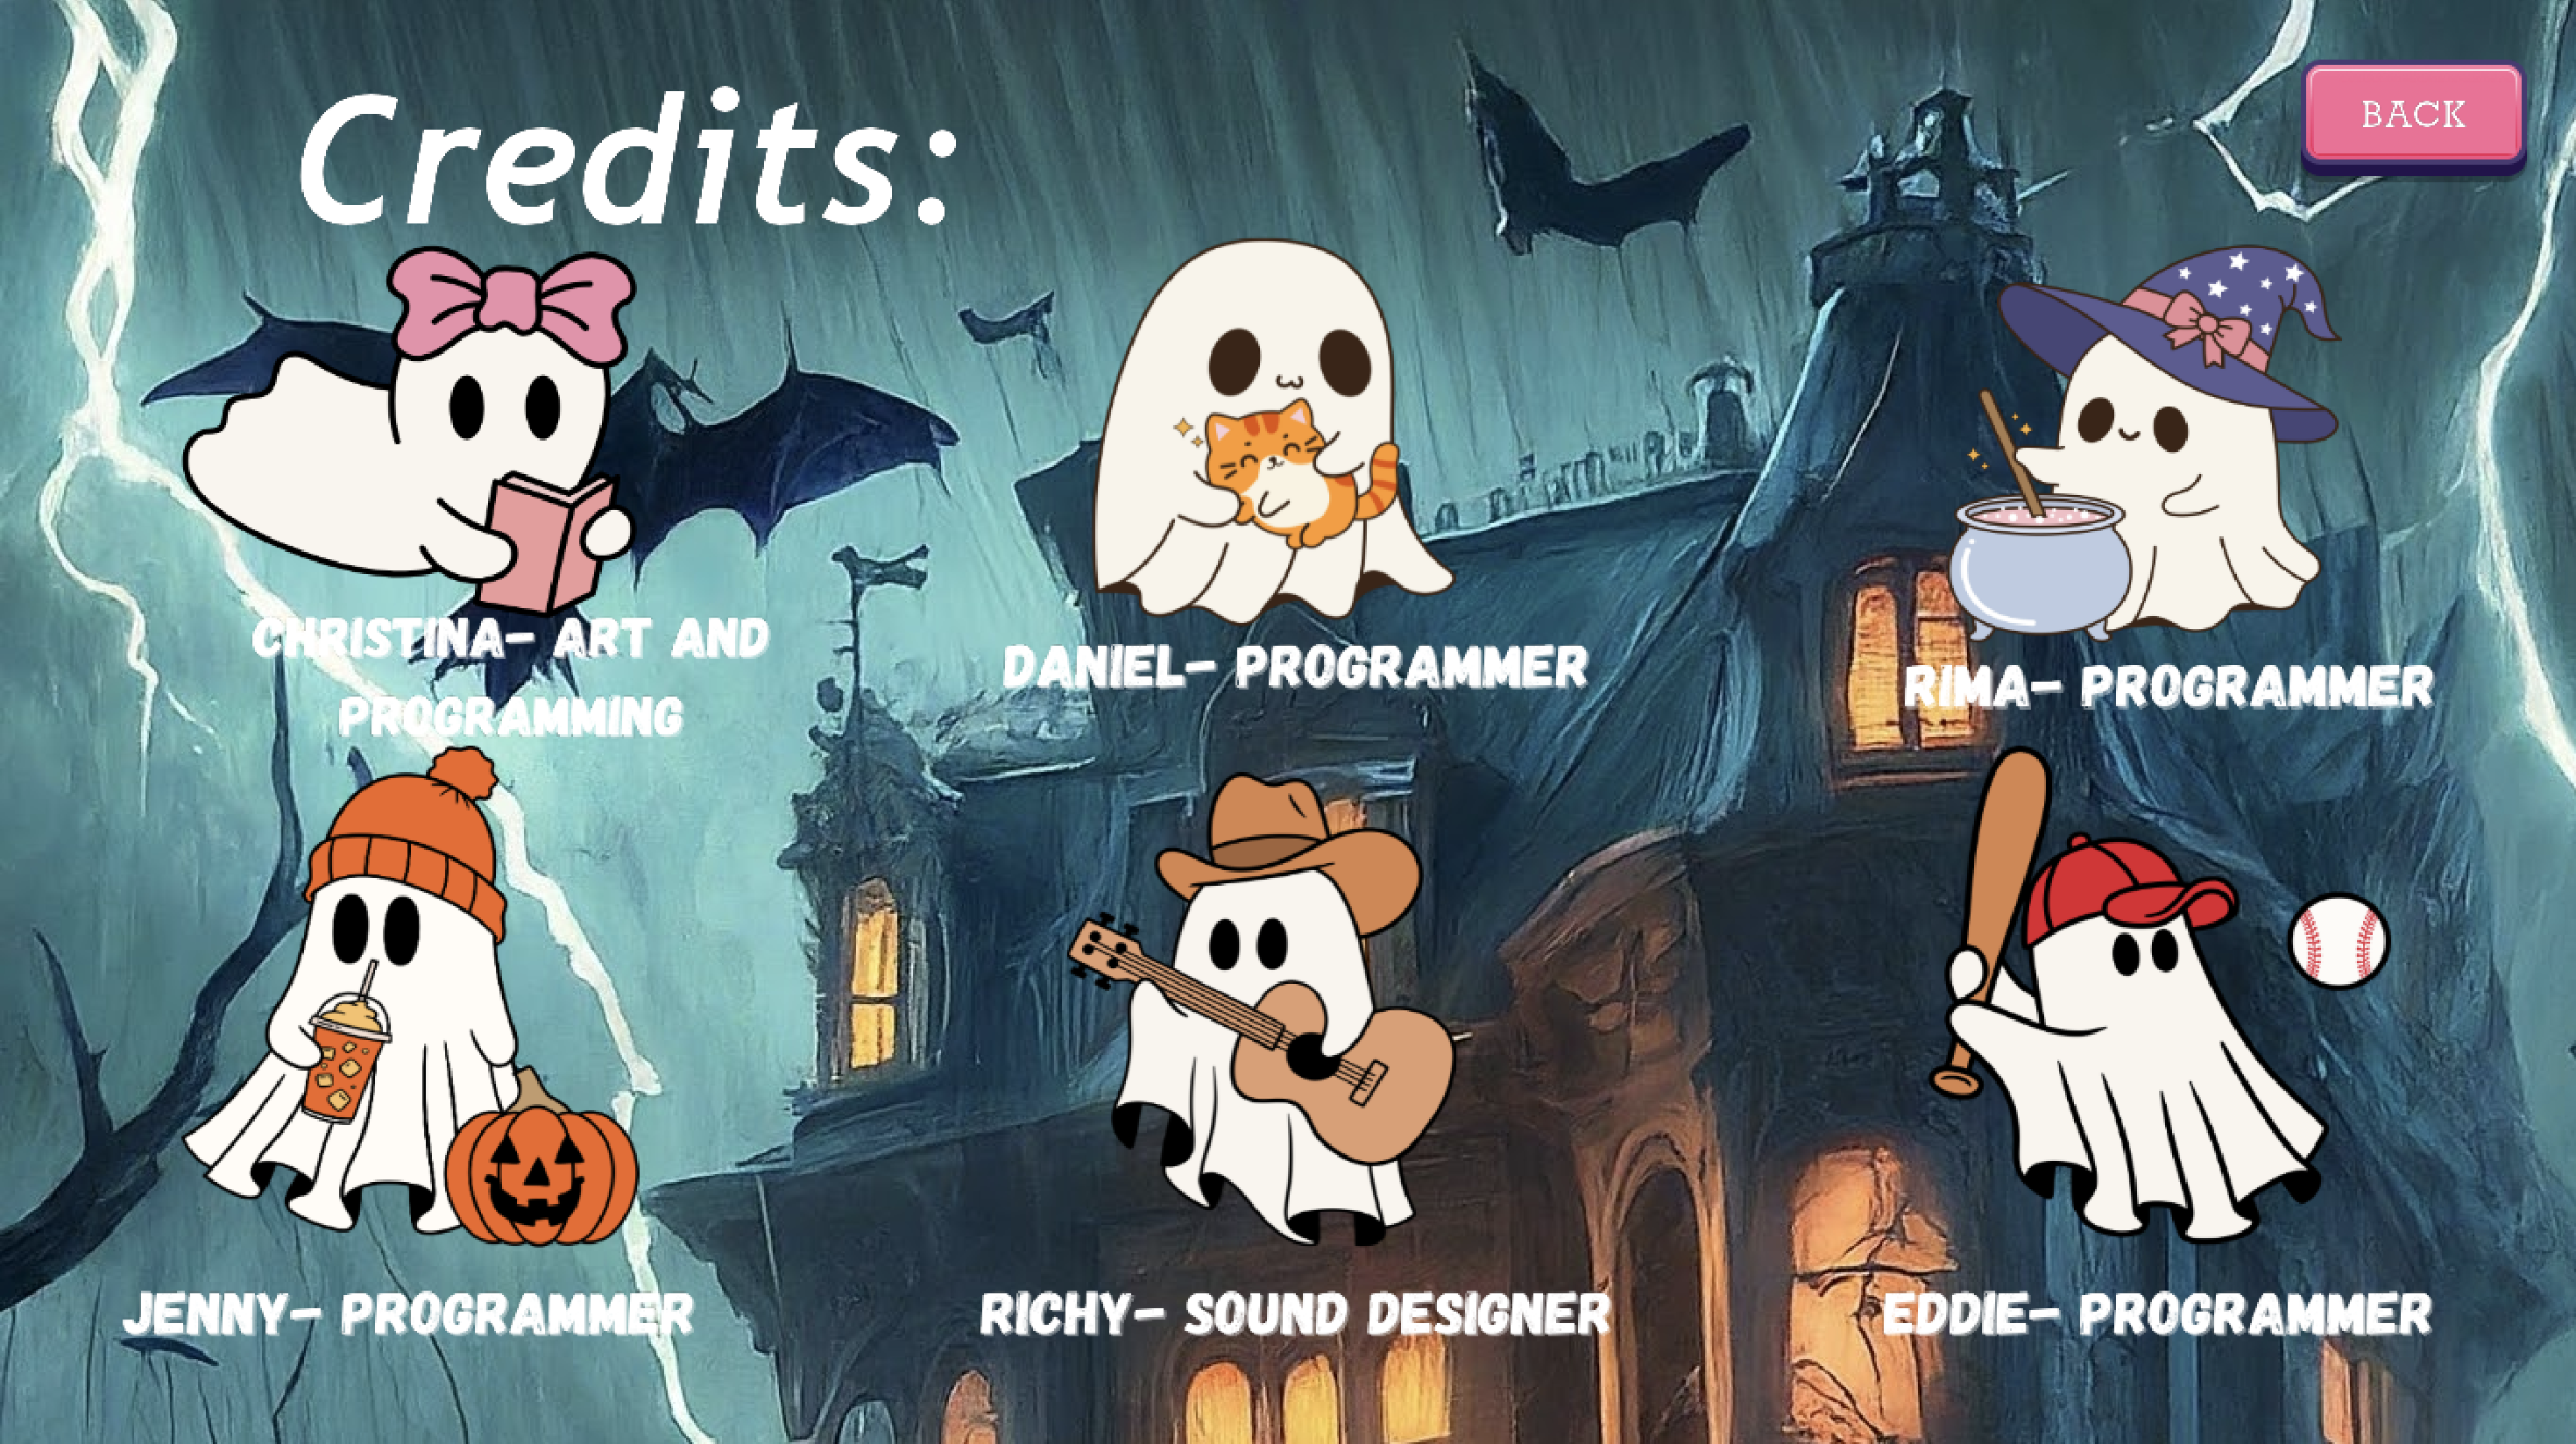 Credits:
BACK
CHRISTINA- ART AND
PROGRAMMING
DANIEL- PROGRAMMER
RIMA- PROGRAMMER
JENNY- PROGRAMMER
RICHY- SOUND DESIGNER
EDDIE- PROGRAMMER